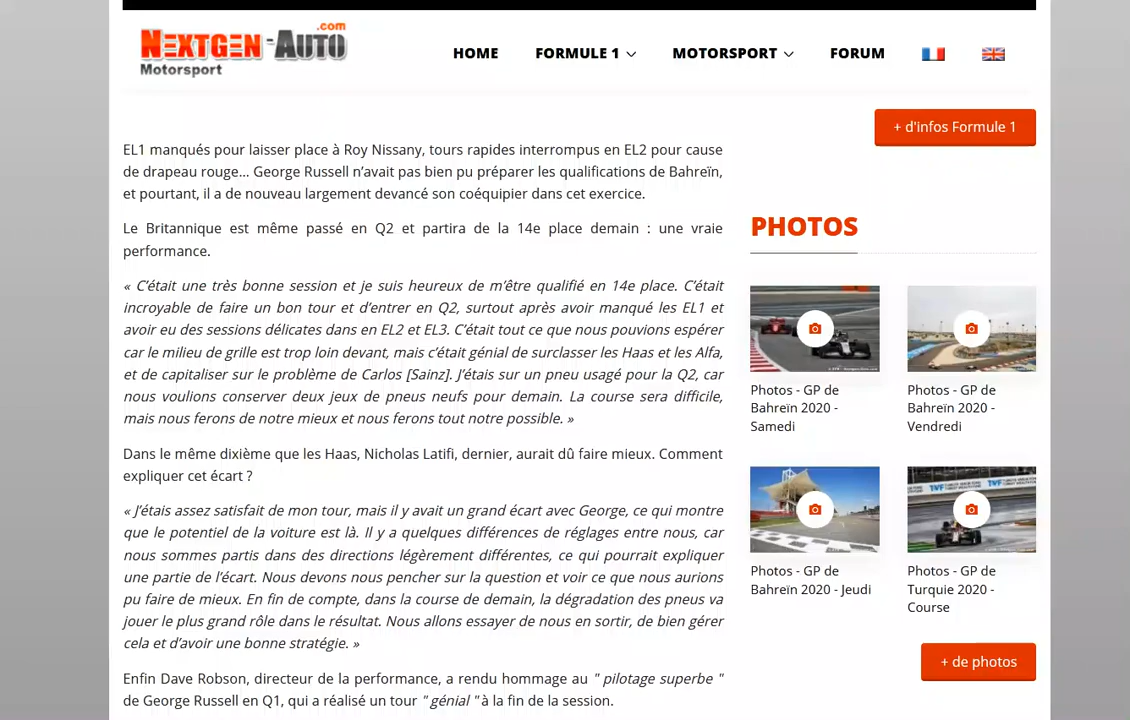 NEXTGEN-AUTO.com
Motorsport
HOME
FORMULE 1
MOTORSPORT
FORUM
+ d'infos Formule 1
EL1 manqués pour laisser place à Roy Nissany, tours rapides interrompus en EL2 pour cause
de drapeau rouge... George Russell n’avait pas bien pu préparer les qualifications de Bahreïn,
et pourtant, il a de nouveau largement devancé son coéquipier dans cet exercice.
Le Britannique est même passé en Q2 et partira de la 14e place demain : une vraie
performance.
« C’était une très bonne session et je suis heureux de m’être qualifié en 14e place. C’était
incroyable de faire un bon tour et d’entrer en Q2, surtout après avoir manqué les EL1 et
avoir eu des sessions délicates dans en EL2 et EL3. C’était tout ce que nous pouvions espérer
car le milieu de grille est trop loin devant, mais c’était génial de surclasser les Haas et les Alfa,
et de capitaliser sur le problème de Carlos [Sainz]. J’étais sur un pneu usagé pour la Q2, car
nous voulions conserver deux jeux de pneus neufs pour demain. La course sera difficile,
mais nous ferons de notre mieux et nous ferons tout notre possible. »
Dans le même dixième que les Haas, Nicholas Latifi, dernier, aurait dû faire mieux. Comment
expliquer cet écart ?
« J’étais assez satisfait de mon tour, mais il y avait un grand écart avec George, ce qui montre
que le potentiel de la voiture est là. Il y a quelques différences de réglages entre nous, car
nous sommes partis dans des directions légèrement différentes, ce qui pourrait expliquer
une partie de l’écart. Nous devons nous pencher sur la question et voir ce que nous aurions
pu faire de mieux. En fin de compte, dans la course de demain, la dégradation des pneus va
jouer le plus grand rôle dans le résultat. Nous allons essayer de nous en sortir, de bien gérer
cela et d’avoir une bonne stratégie. »
Enfin Dave Robson, directeur de la performance, a rendu hommage au " pilotage superbe "
de George Russell en Q1, qui a réalisé un tour " génial " à la fin de la session.
PHOTOS
Photos - GP de
Bahreïn 2020 -
Samedi
Photos - GP de
Bahreïn 2020 -
Vendredi
Photos - GP de
Bahreïn 2020 - Jeudi
Photos - GP de
Turquie 2020 -
Course
+ de photos